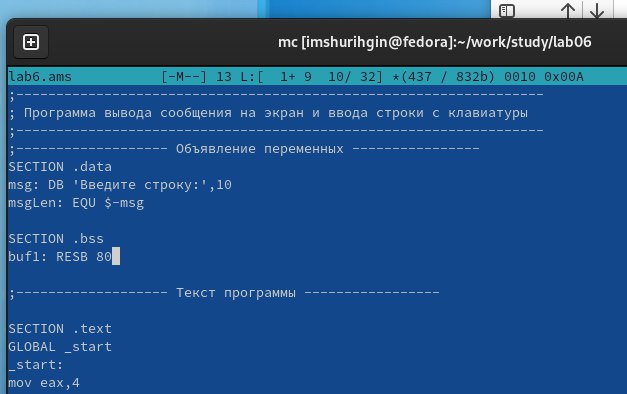 mc [imshurihgin@fedora]:~/work/study/lab06
lab6.ams [-M--] 13 L:[ 1+ 9 10/ 32] *(437 / 832b) 0010 0x00A
;---------------------------------------------------------------------
; Программа вывода сообщения на экран и ввода строки с клавиатуры
;---------------------------------------------------------------------
;------------------- Объявление переменных ----------------
SECTION .data
msg: DB 'Введите строку:',10
msgLen: EQU $-msg
SECTION .bss
buf1: RESB 80
;------------------- Текст программы -----------------
SECTION .text
GLOBAL _start
_start:
mov eax,4